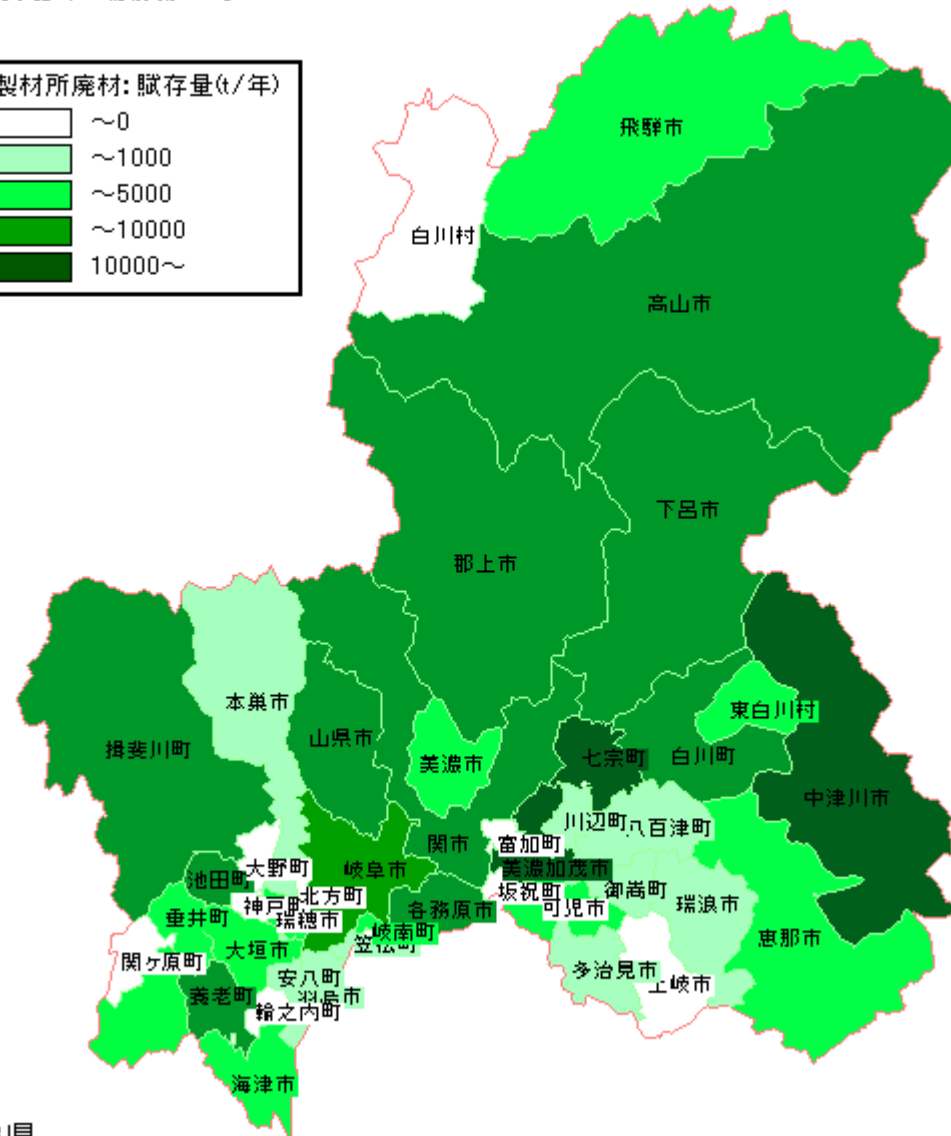 製材所廃材: 賦存量(t/年)
～0
～1000
～5000
～10000
10000～
飛騨市
白川村
高山市
下呂市
郡上市
本巣市
東白川村
山県市
揖斐川町
美濃市
七宗町
白川町
中津川市
川辺町
八百津町
関市
富加町
大野町
岐阜市
美濃加茂市
池田町
坂祝町
御嵩町
北方町
神戸町
瑞浪市
可児市
各務原市
垂井町
瑞穂市
岐南町
恵那市
笠松町
大垣市
関ヶ原町
多治見市
安八町
土岐市
養老町
羽島市
輪之内町
海津市